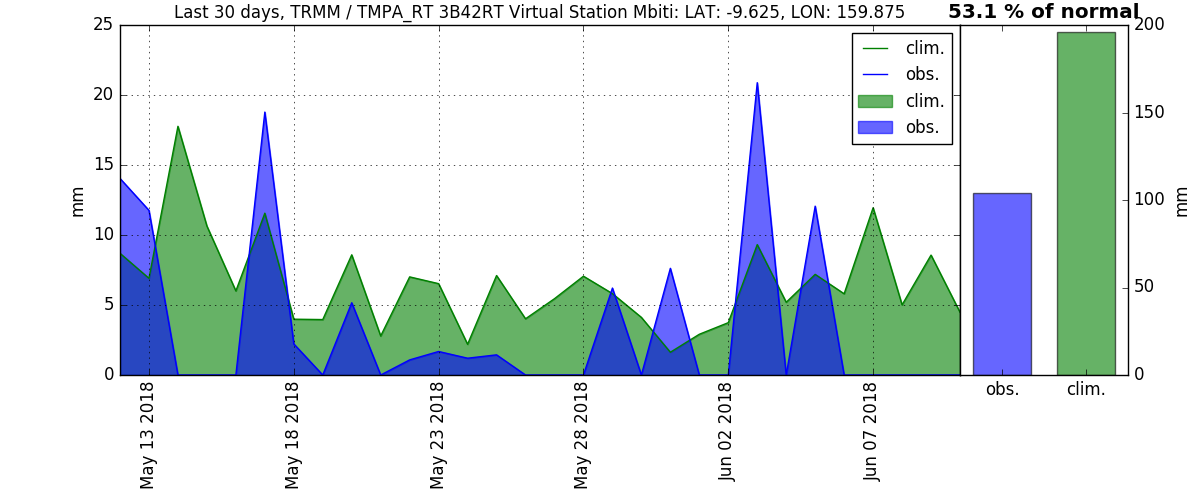 Last 30 days, TRMM / TMPA_RT 3B42RT Virtual Station Mbiti: LAT: -9.625, LON: 159.875
53.1 % of normal
25
20
15
10
5
0
mm
clim.
obs.
clim.
obs.
May 13 2018
May 18 2018
May 23 2018
May 28 2018
Jun 02 2018
Jun 07 2018
200
150
100
50
0
mm
obs.
clim.